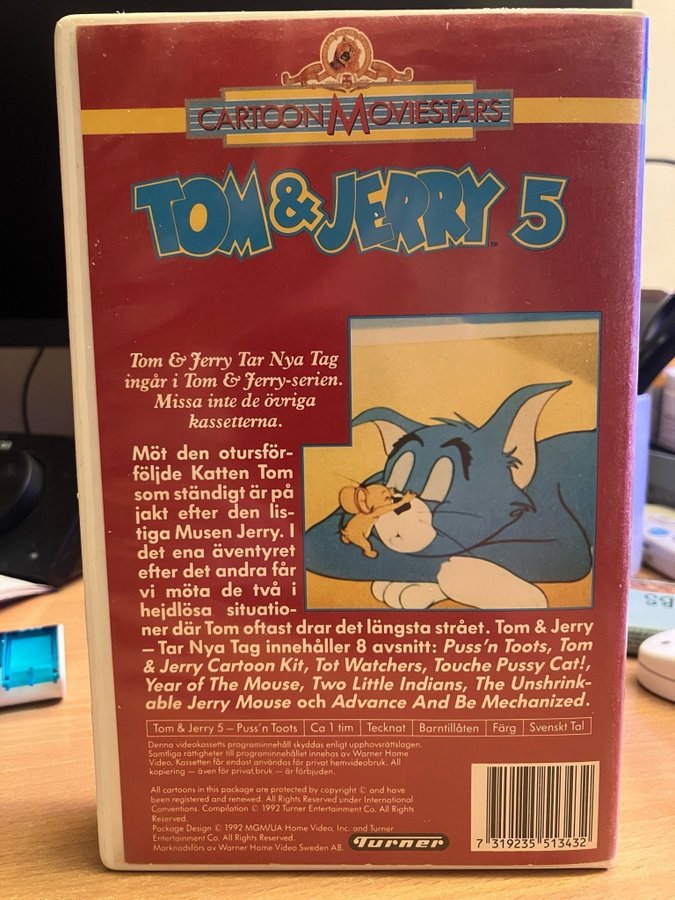 CARTOON MOVIESTARS
TOM & JERRY 5
TM
Tom & Jerry Tar Nya Tag
ingår i Tom & Jerry-serien.
Missa inte de övriga
kassetterna.
Möt den otursför-
följde Katten Tom
som ständigt är på
jakt efter den lis-
tiga Musen Jerry. I
det ena äventyret
efter det andra får
vi möta de två i
hejdlösa situatio-
ner där Tom oftast drar det längsta strået. Tom & Jerry
– Tar Nya Tag innehåller 8 avsnitt: Puss'n Toots, Tom
& Jerry Cartoon Kit, Tot Watchers, Touche Pussy Cat!,
Year of The Mouse, Two Little Indians, The Unshrink-
able Jerry Mouse och Advance And Be Mechanized.
Tom & Jerry 5 – Puss'n Toots | Ca 1 tim | Tecknat | Barntillåten | Färg | Svenskt Tal
Denna videokassetts programinnehåll skyddas enligt upphovsrättslagen.
Samtliga rättigheter till programinnehållet innehas av Warner Home
Video. Kassetten får endast användas för privat hemvideobruk. All
kopiering — även för privat.bruk — är förbjuden.
All cartoons in this package are protected by copyright © and have
been registered and renewed. All Rights Reserved under International
Conventions. Compilation © 1992 Turner Entertainment Co. All Rights
Reserved.
Package Design © 1992 MGM/UA Home Video, Inc. and Turner
Entertainment Co. All Rights Reserved.
Marknadsförs av Warner Home Video Sweden AB.
Turner
7 319235 513432